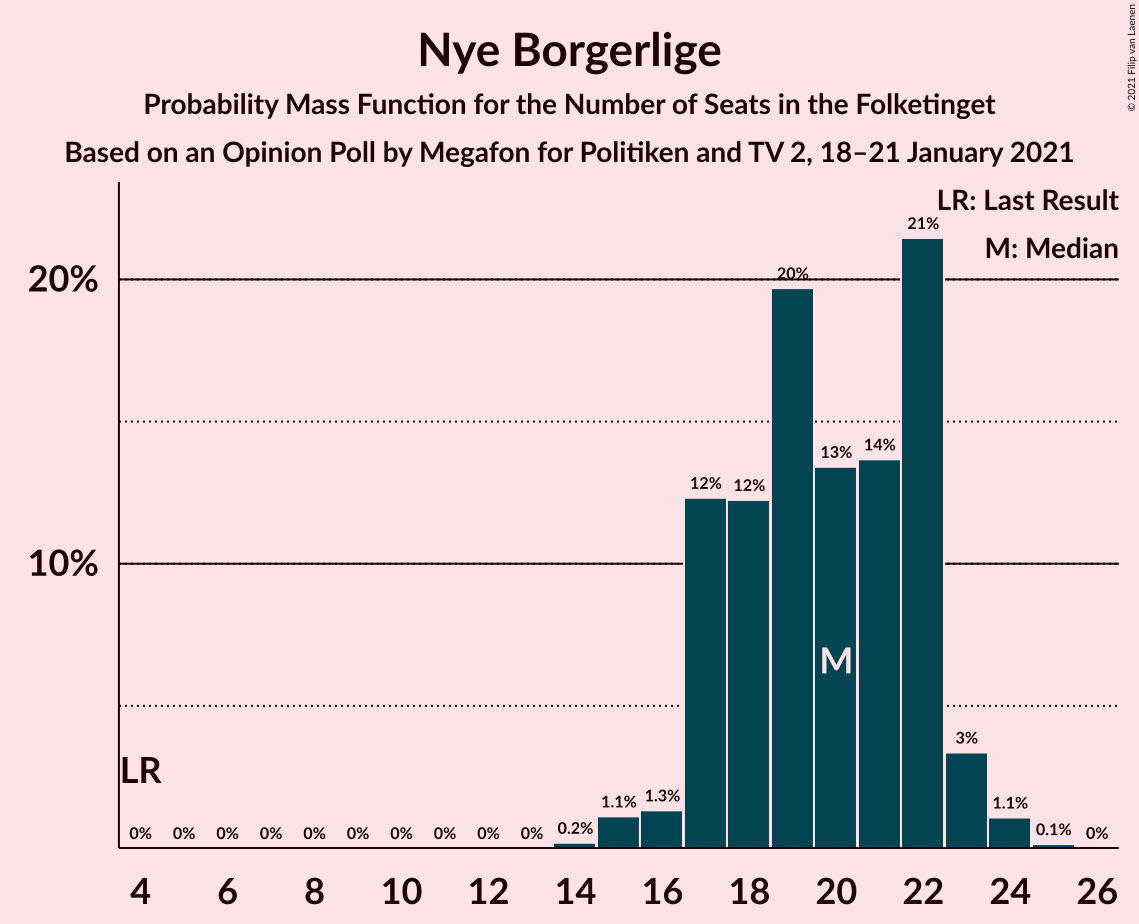 Nye Borgerlige
Probability Mass Function for the Number of Seats in the Folketinget
Based on an Opinion Poll by Megafon for Politiken and TV 2, 18–21 January 2021
© 2021 Filip van Laenen
LR: Last Result
M: Median
20%
10%
21%
20%
14%
13%
12% 12%
M
3%
LR
1.3%
1.1% 1.1%
0% 0% 0% 0% 0% 0% 0% 0% 0% 0% 0.2% 0.1% 0%
4 6 8 10 12 14 16 18 20 22 24 26